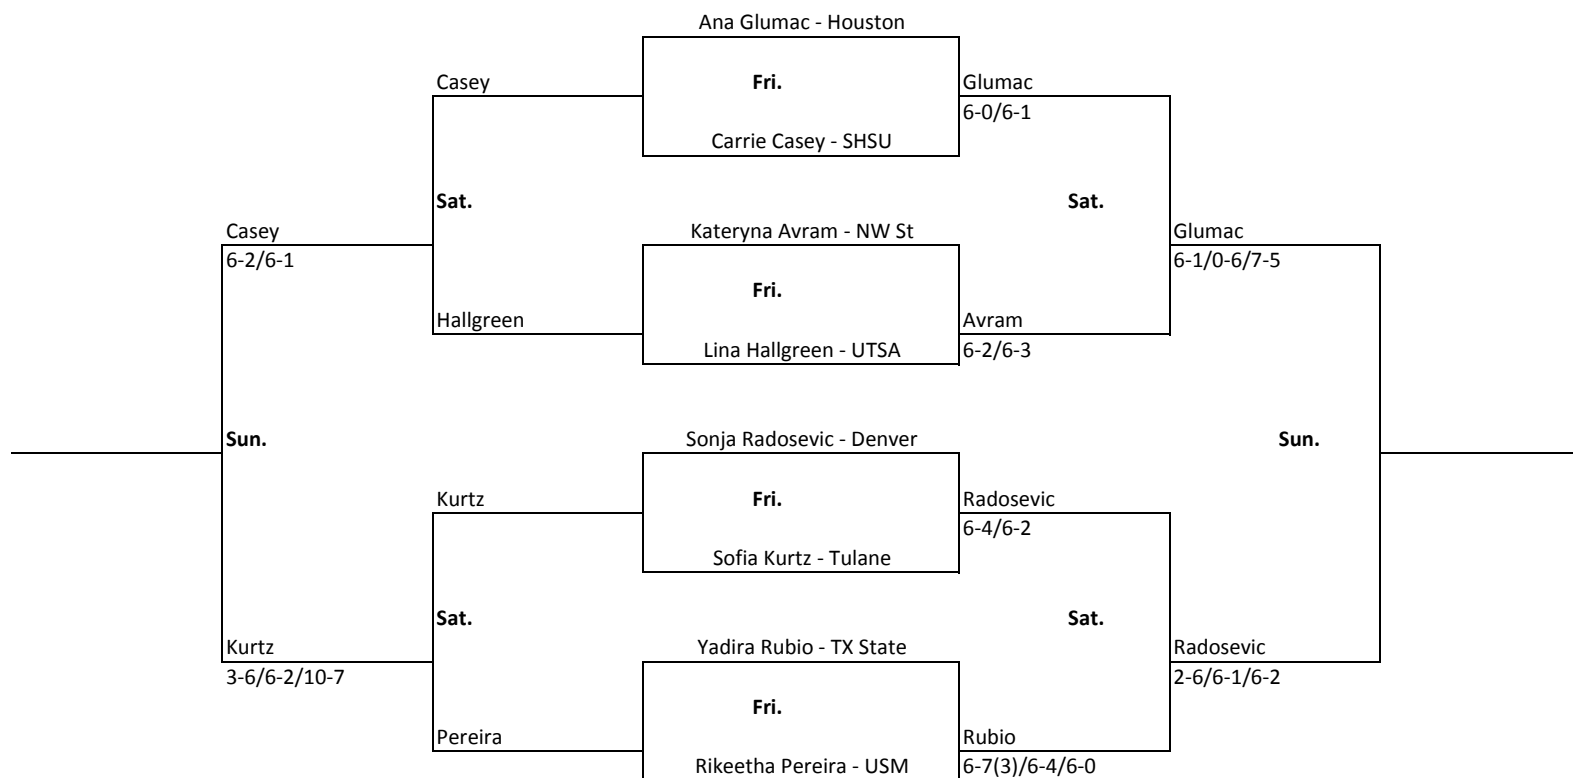 Ana Glumac - Houston
Casey
Fri.
Glumac
6-0/6-1
Carrie Casey - SHSU
Sat.
Sat.
Casey
Kateryna Avram - NW St
Glumac
6-2/6-1
6-1/0-6/7-5
Fri.
Hallgreen
Avram
Lina Hallgreen - UTSA
6-2/6-3
Sun.
Sonja Radosevic - Denver
Sun.
Kurtz
Fri.
Radosevic
6-4/6-2
Sofia Kurtz - Tulane
Sat.
Sat.
Kurtz
Yadira Rubio - TX State
Radosevic
3-6/6-2/10-7
2-6/6-1/6-2
Fri.
Pereira
Rubio
Rikeetha Pereira - USM
6-7(3)/6-4/6-0